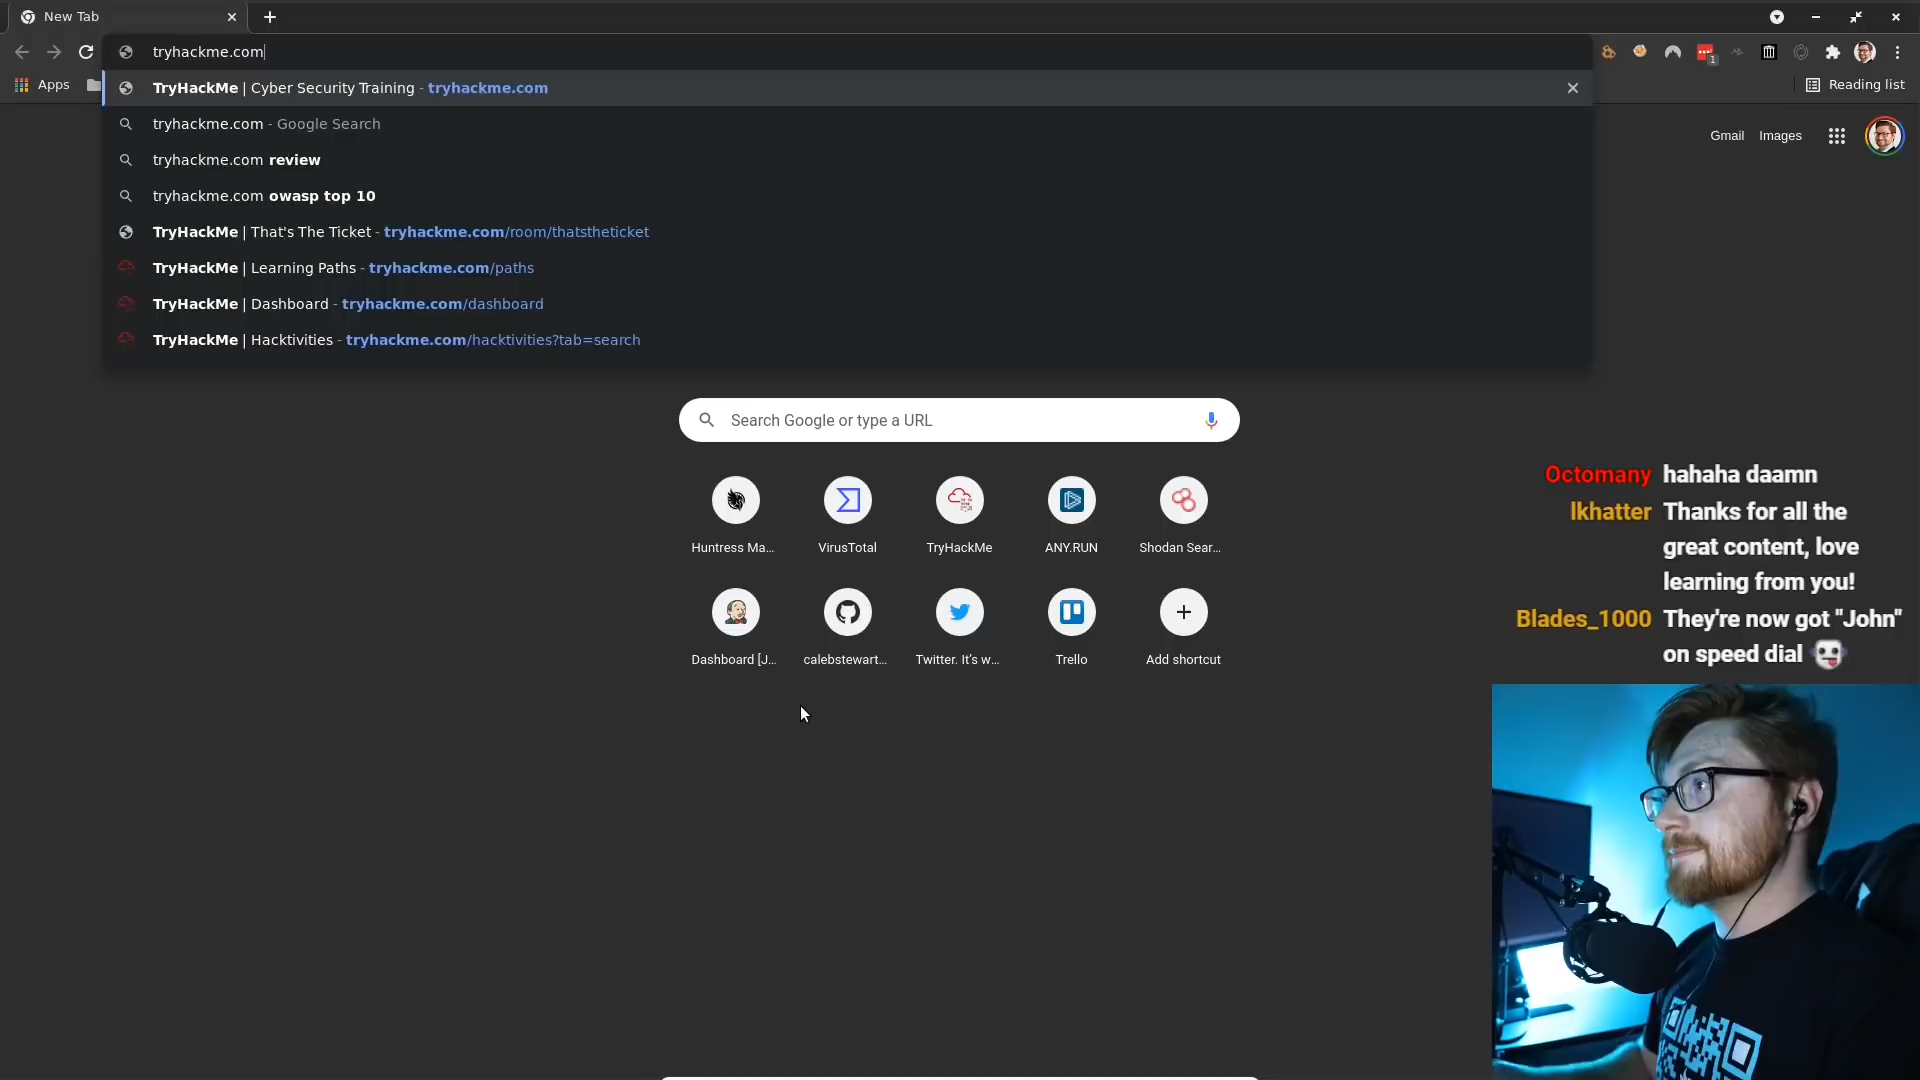 New Tab
tryhackme.com
TryHackMe | Cyber Security Training - tryhackme.com
tryhackme.com - Google Search
tryhackme.com review
tryhackme.com owasp top 10
TryHackMe | That's The Ticket - tryhackme.com/room/thatstheticket
TryHackMe | Learning Paths - tryhackme.com/paths
TryHackMe | Dashboard - tryhackme.com/dashboard
TryHackMe | Hacktivities - tryhackme.com/hacktivities?tab=search
1
Apps
Reading list
Gmail Images
Search Google or type a URL
Huntress Ma... VirusTotal TryHackMe ANY.RUN Shodan Sear...
Dashboard [J... calebstewart... Twitter. It's w... Trello Add shortcut
Octomany hahaha daamn
lkhatter Thanks for all the
great content, love
learning from you!
Blades_1000 They're now got "John"
on speed dial